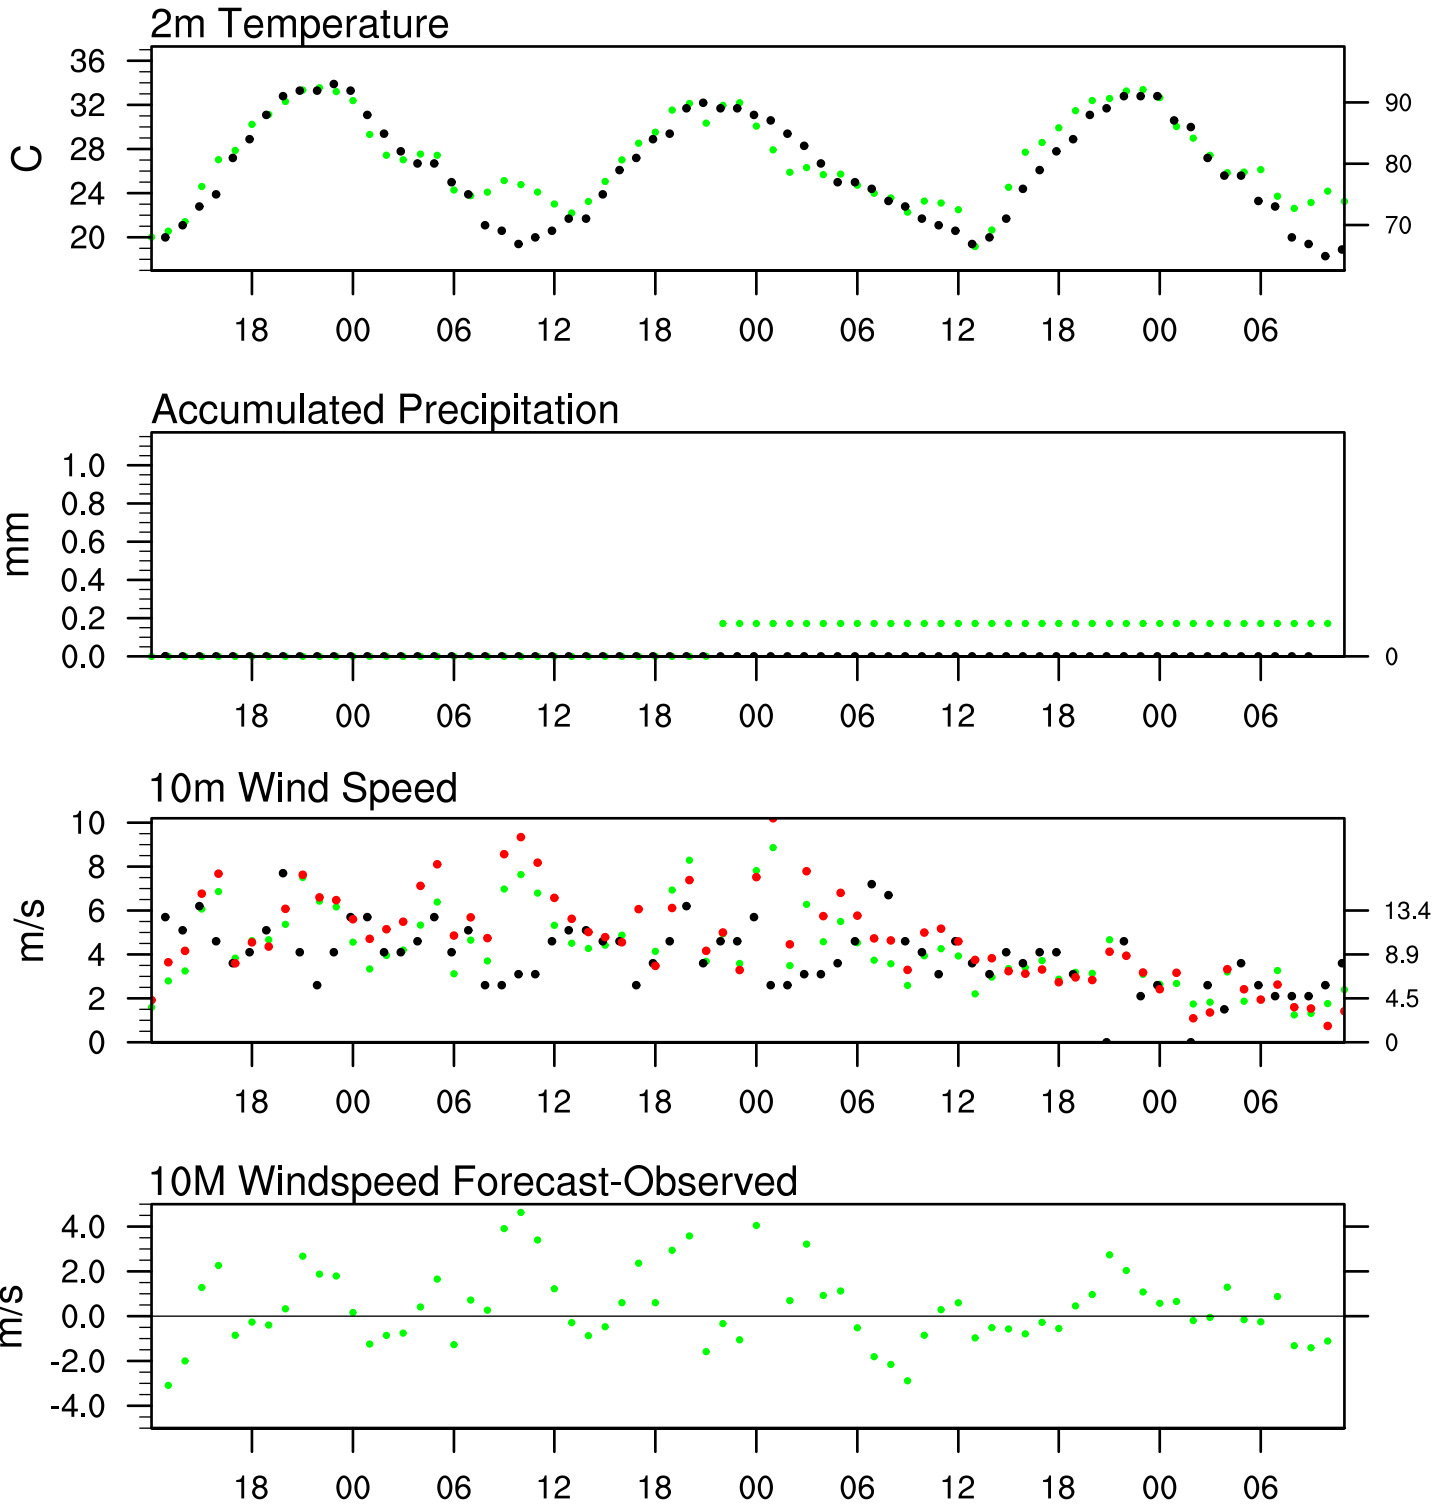 2m Temperature
36
32
28
24
20
C
90
80
70
18 00 06 12 18 00 06 12 18 00 06
Accumulated Precipitation
1.0
0.8
0.6
0.4
0.2
0.0
mm
0
18 00 06 12 18 00 06 12 18 00 06
10m Wind Speed
10
8
6
4
2
0
m/s
13.4
8.9
4.5
0
18 00 06 12 18 00 06 12 18 00 06
10M Windspeed Forecast-Observed
4.0
2.0
0.0
-2.0
-4.0
m/s
18 00 06 12 18 00 06 12 18 00 06